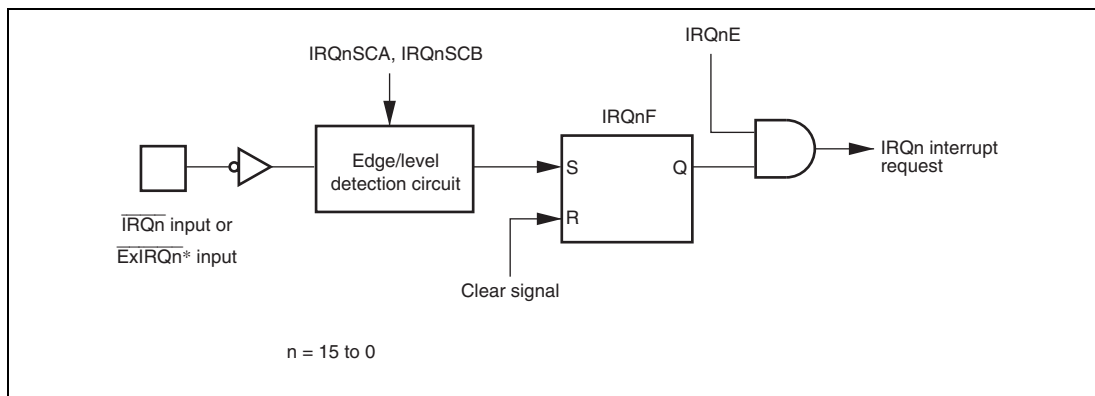 IRQnE
IRQnSCA, IRQnSCB
IRQnF
Edge/level
detection circuit
S
Q
R
IRQn interrupt
request
IRQn input or
ExIRQn* input
Clear signal
n = 15 to 0